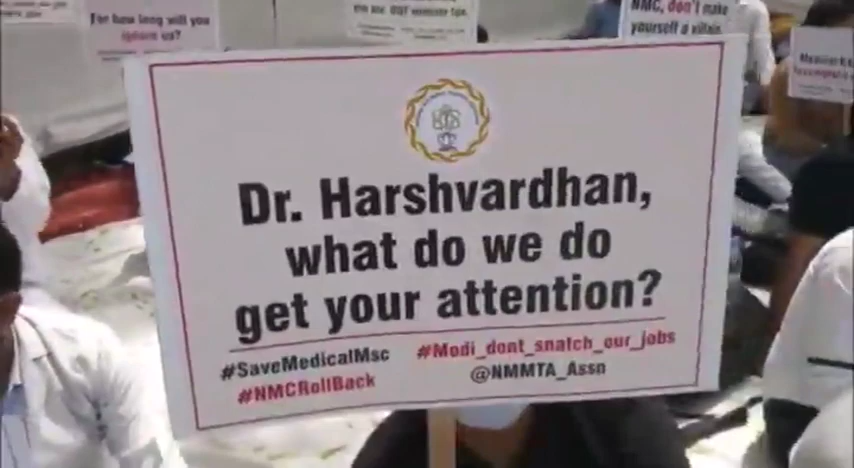 For how long will you
ignore us?
NMC, don't make
yourself a villain.
Dr. Harshvardhan,
what do we do
get your attention?
#SaveMedicalMsc
#Modi_dont_snatch_our_jobs
#NMCRollBack
@NMMTA_Assn